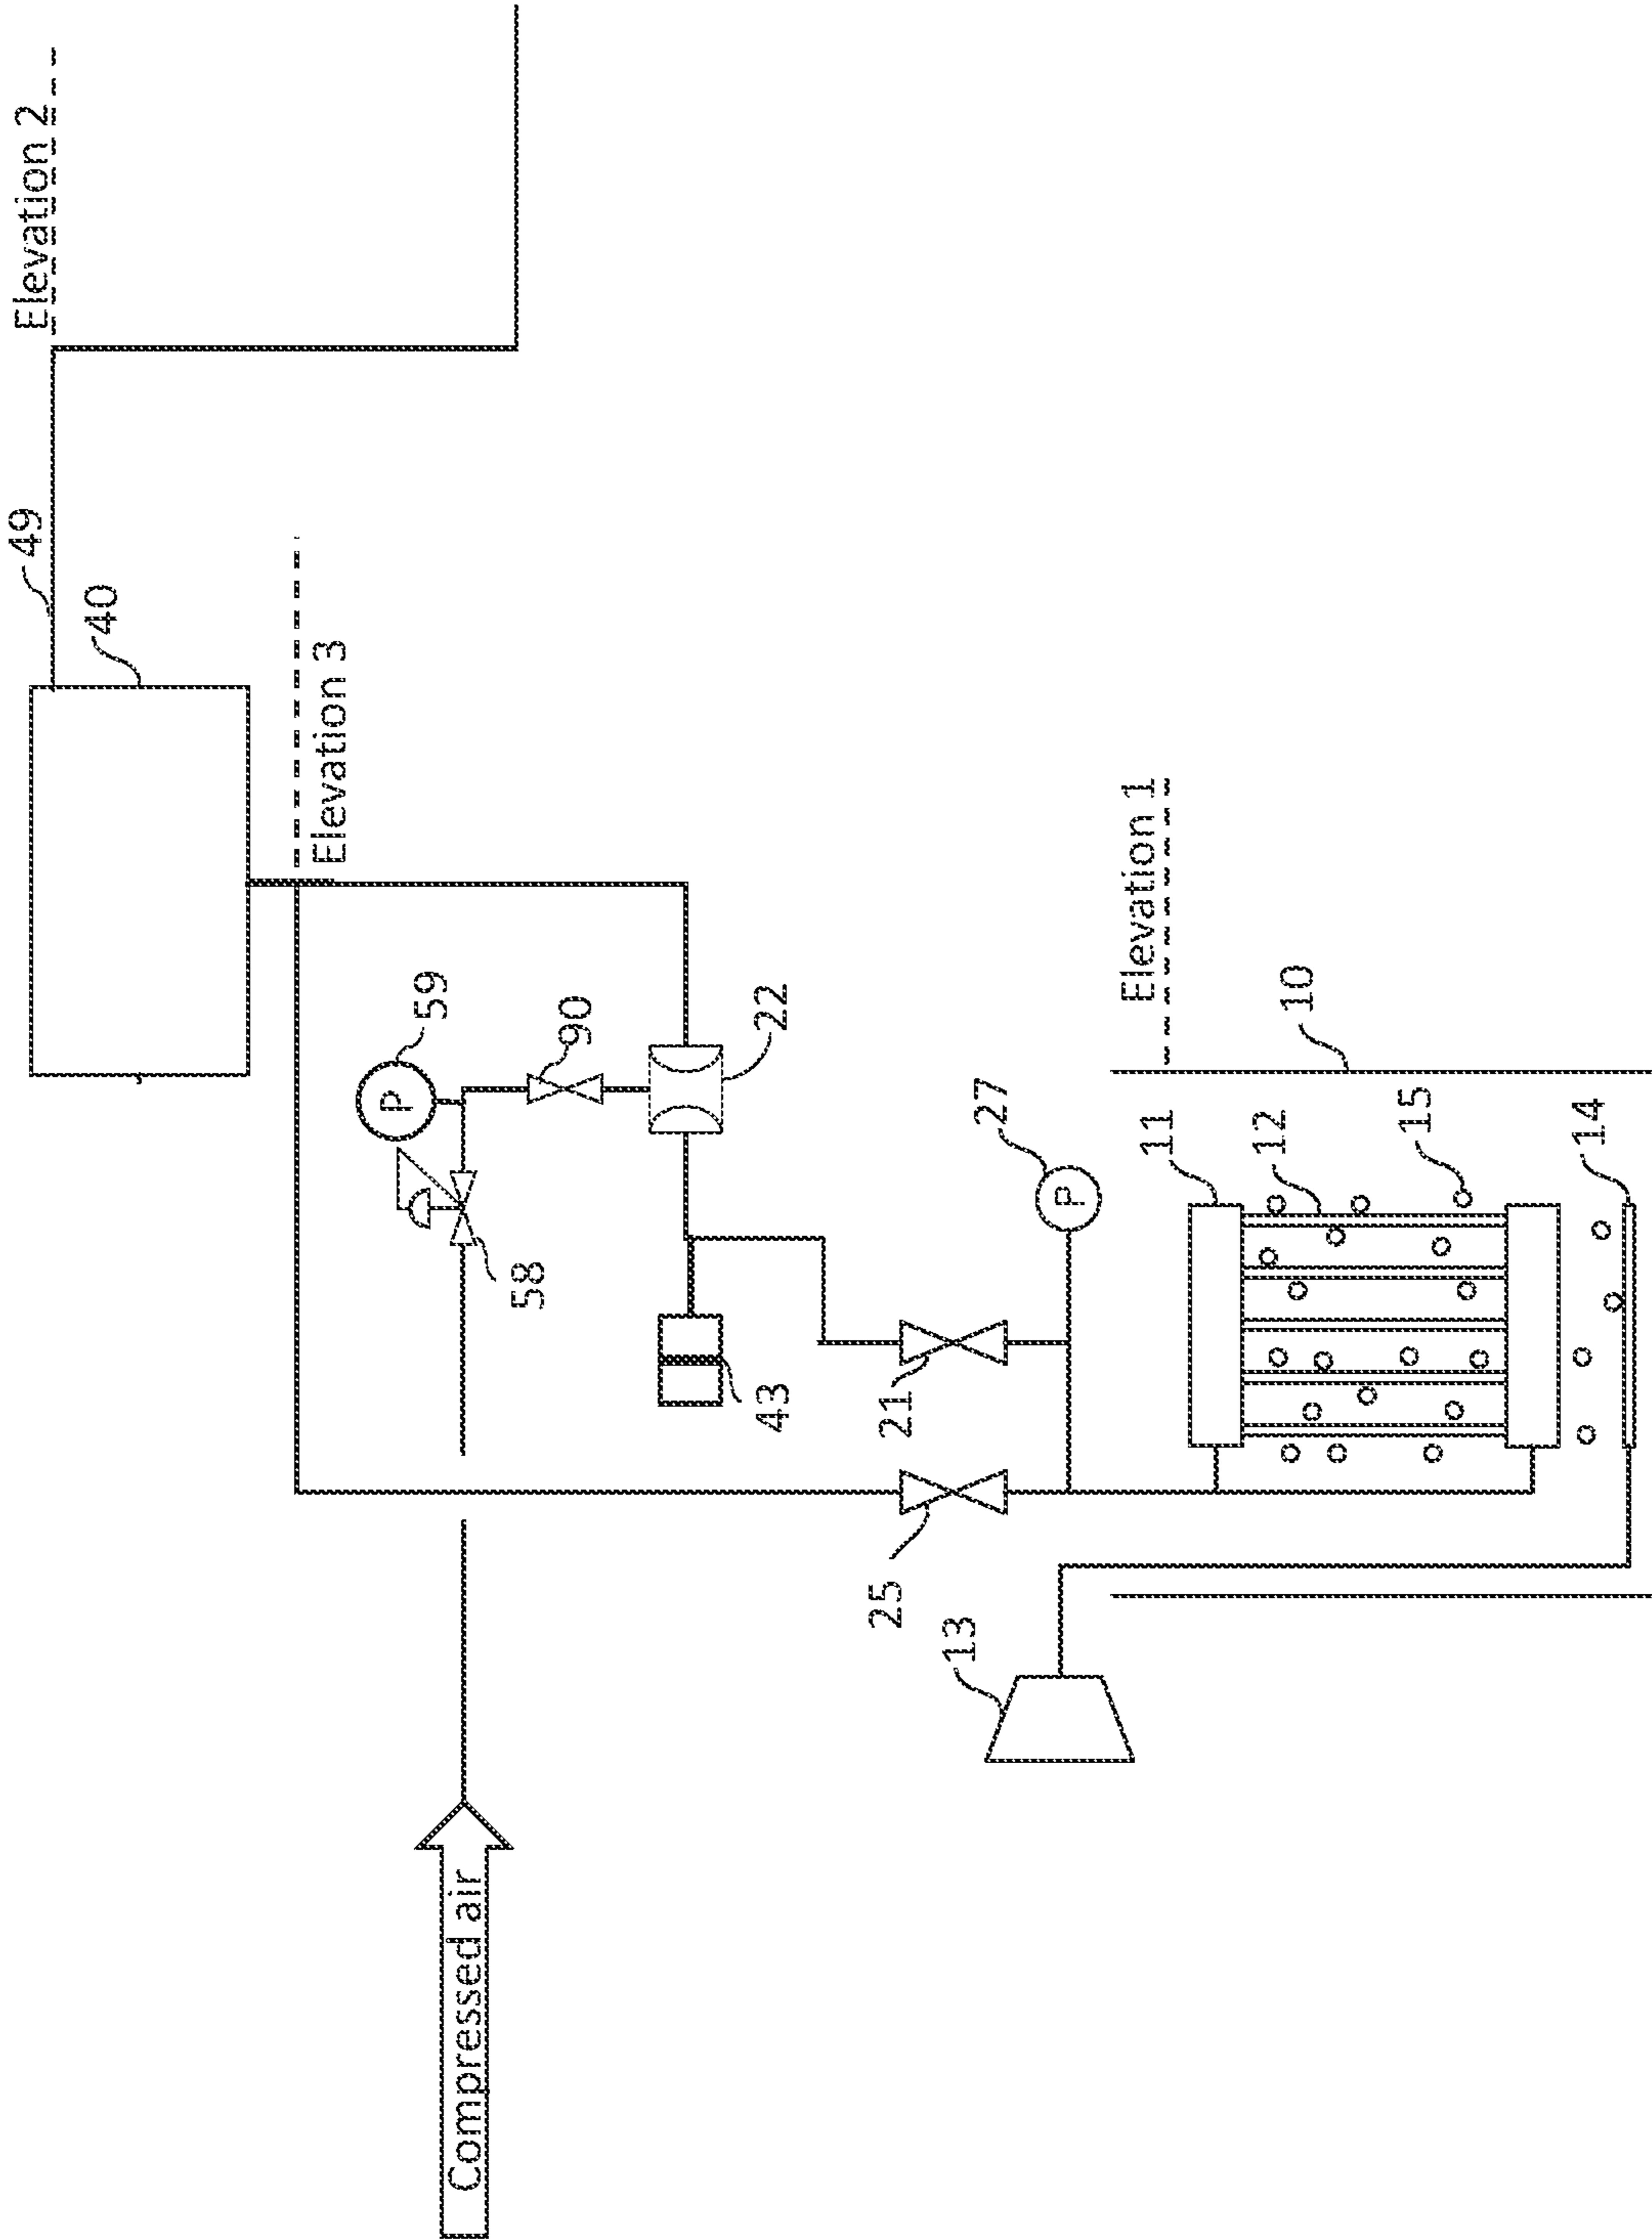 Elevation 2
49
40
Elevation 3
59
P
90
58
22
43
27
P
21
25
Elevation 1
10
11
12
15
14
13
Compressed air